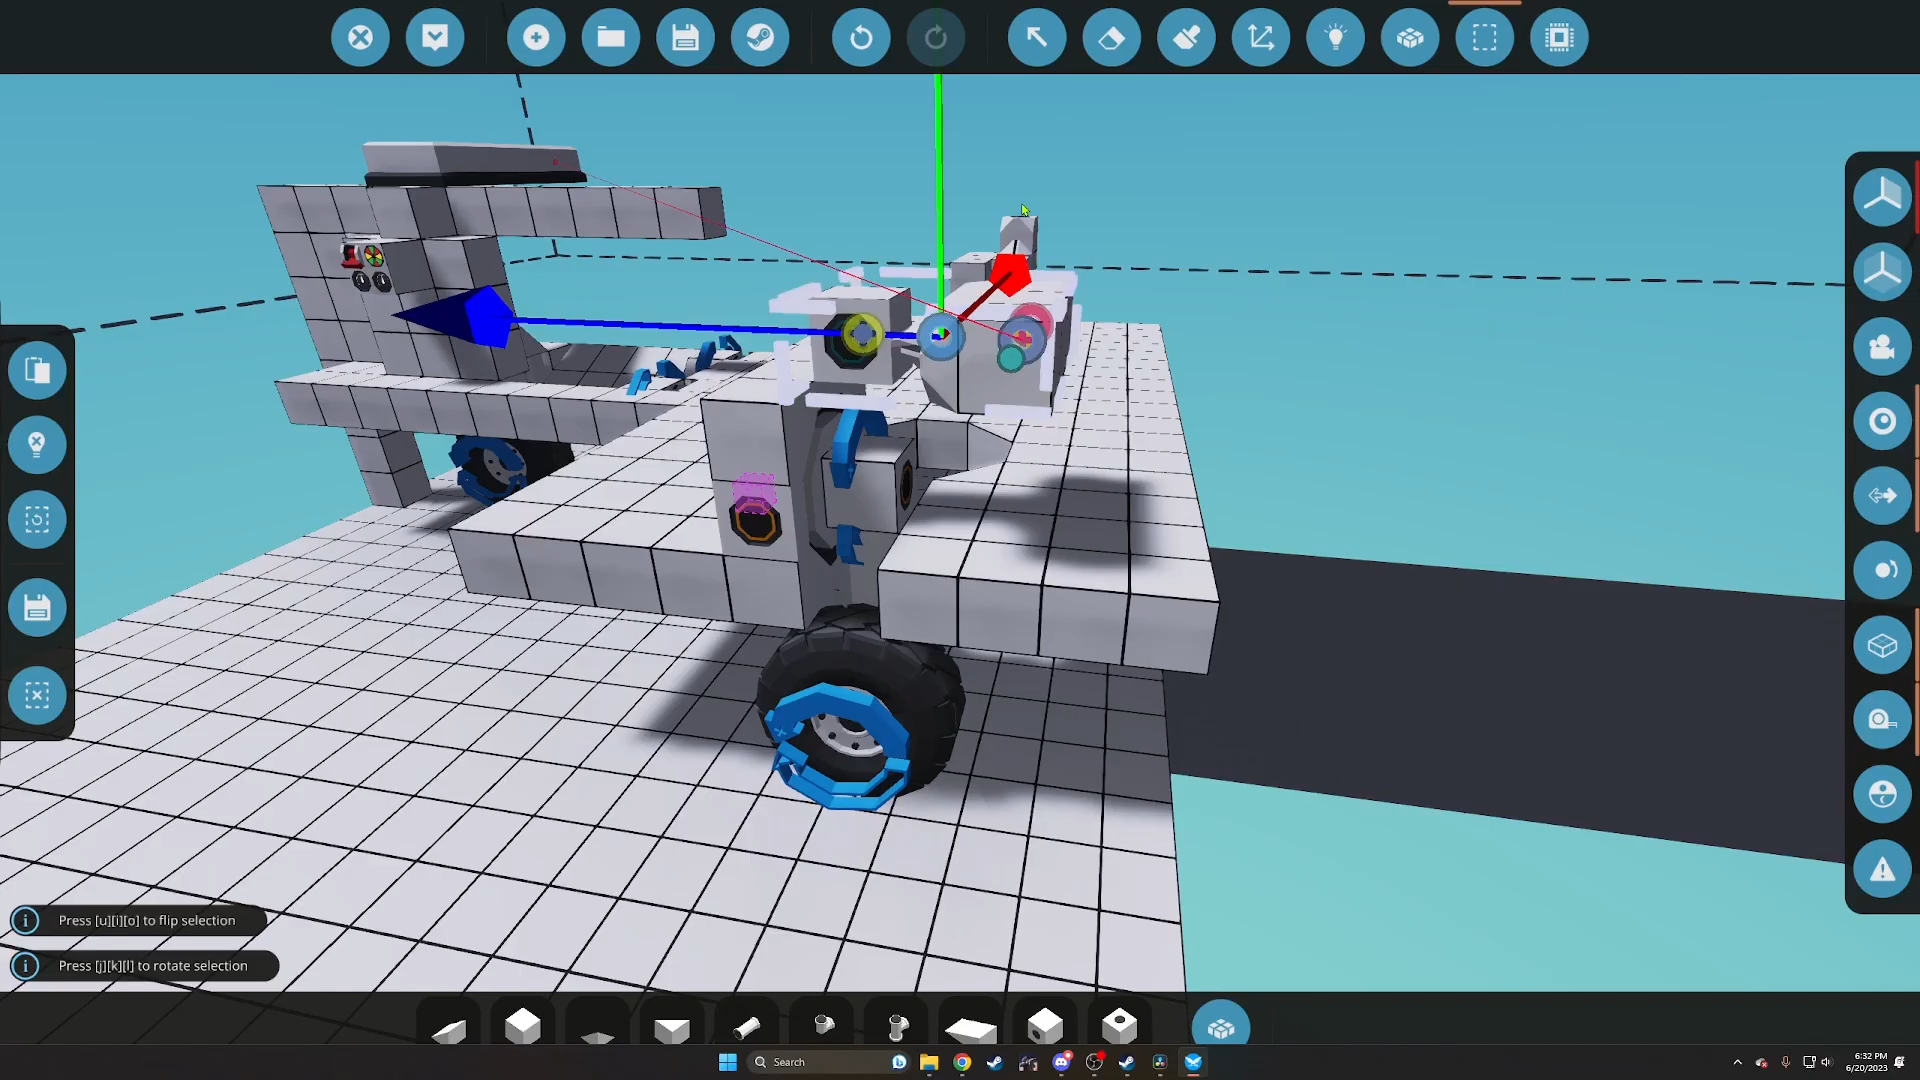 Press [u][i][o] to flip selection
Press [j][k][l] to rotate selection
Search
6:32 PM
6/20/2023